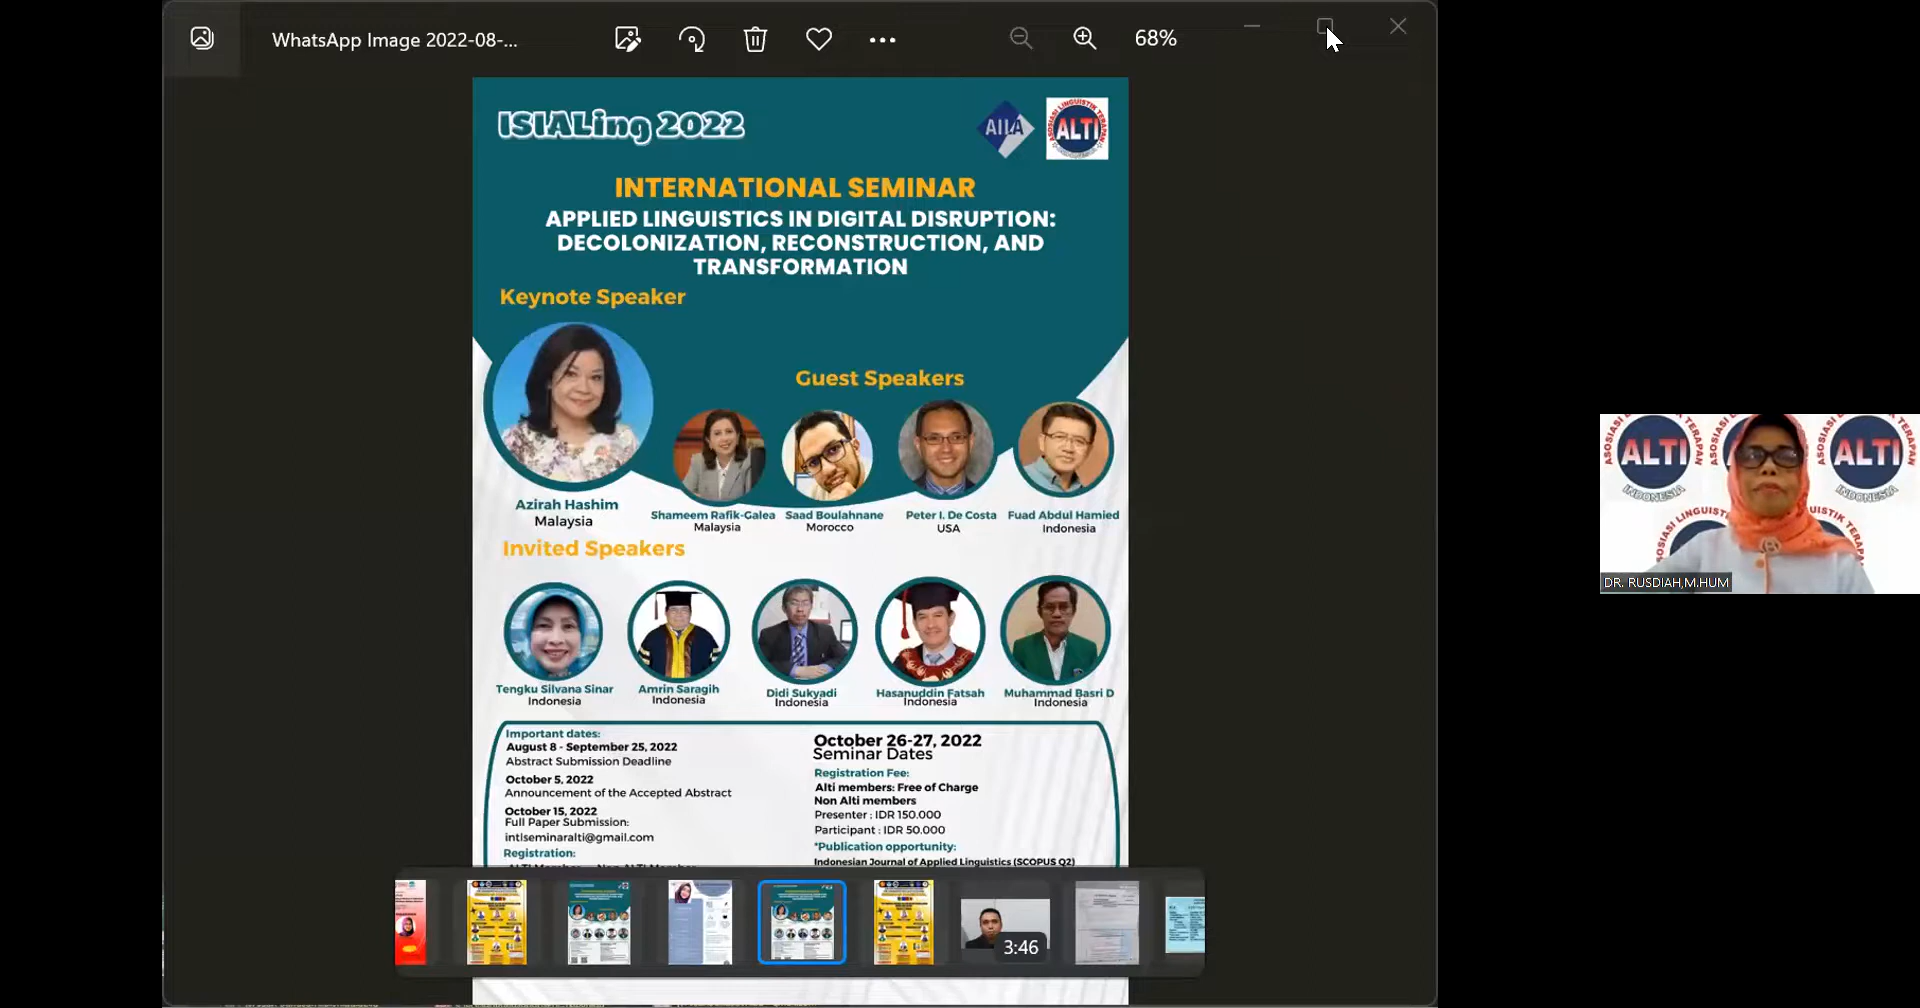 WhatsApp Image 2022-08-...
68%
ISIALing 2022
AILA
ASOSIASI LINGUISTIK TERAPAN
ALTI
INDONESIA
INTERNATIONAL SEMINAR
APPLIED LINGUISTICS IN DIGITAL DISRUPTION:
DECOLONIZATION, RECONSTRUCTION, AND
TRANSFORMATION
Keynote Speaker
Guest Speakers
Azirah Hashim
Malaysia
Shameem Rafik-Galea
Malaysia
Saad Boulahnane
Morocco
Peter I. De Costa
USA
Fuad Abdul Hamied
Indonesia
Invited Speakers
Tengku Silvana Sinar
Indonesia
Amrin Saragih
Indonesia
Didi Sukyadi
Indonesia
Hasanuddin Fatsah
Indonesia
Muhammad Basri D
Indonesia
Important dates:
August 8 - September 25, 2022
Abstract Submission Deadline
October 5, 2022
Announcement of the Accepted Abstract
October 15, 2022
Full Paper Submission:
intlseminaralti@gmail.com
Registration:
October 26-27, 2022
Seminar Dates
Registration Fee:
Alti members: Free of Charge
Non Alti members
Presenter : IDR 150.000
Participant : IDR 50.000
*Publication opportunity:
Indonesian Journal of Applied Linguistics (SCOPUS Q2)
3:46
ALTI
INDONESIA
ALTI
INDONESIA
DR. RUSDIAH,M.HUM